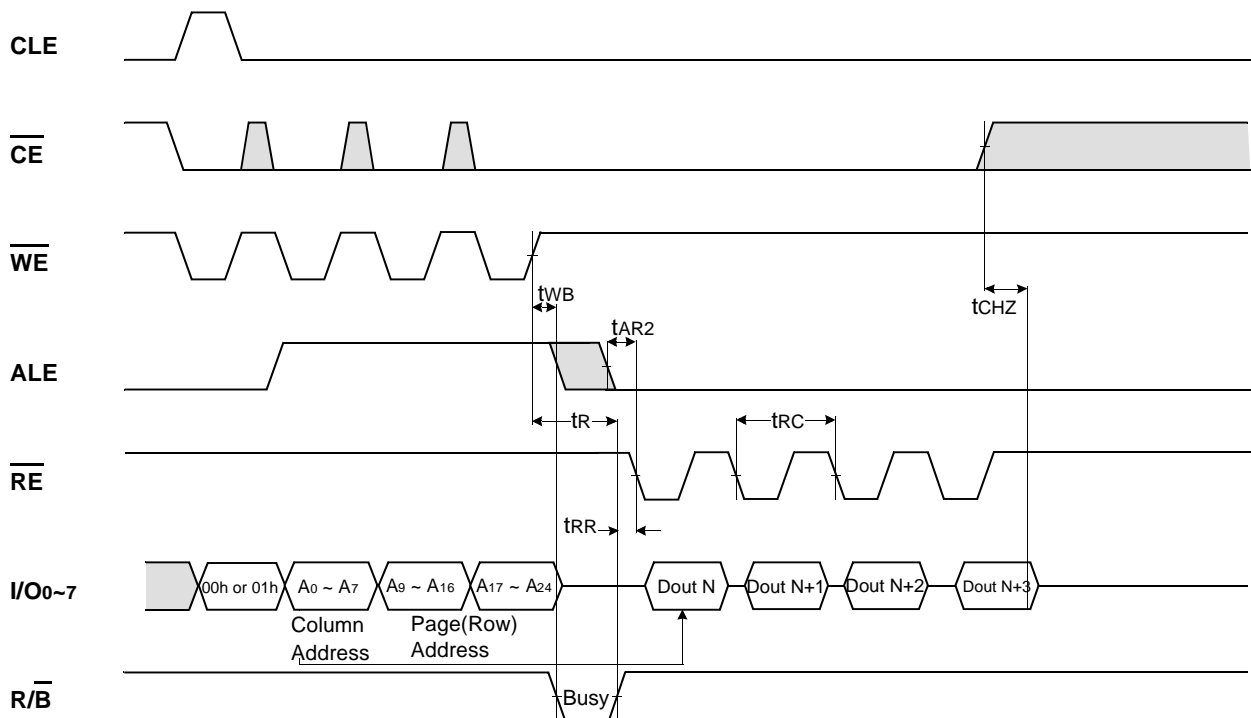 CLE
CE
WE
tWB
tCHZ
tAR2
ALE
tR
tRC
RE
tRR
I/O0~7
00h or 01h
A0 ~ A7
A9 ~ A16
A17 ~ A24
Dout N
Dout N+1
Dout N+2
Dout N+3
Column
Address
Page(Row)
Address
R/B
Busy